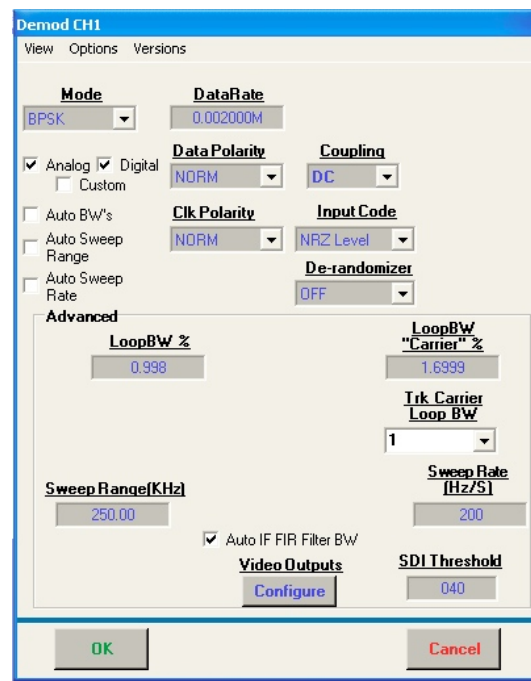 Demod CH1
View Options Versions
Mode DataRate
BPSK 0.002000M
Analog Digital Data Polarity Coupling
Custom NORM DC
Auto BW's Clk Polarity Input Code
Auto Sweep
Range NORM NRZ Level
Auto Sweep
Rate De-randomizer
OFF
Advanced
LoopBW % LoopBW
"Carrier" %
0.998 1.6999
Trk Carrier
Loop BW
1
Sweep Range(KHz) Sweep Rate
(Hz/S)
250.00 200
Auto IF FIR Filter BW
Video Outputs SDI Threshold
Configure 040
OK Cancel